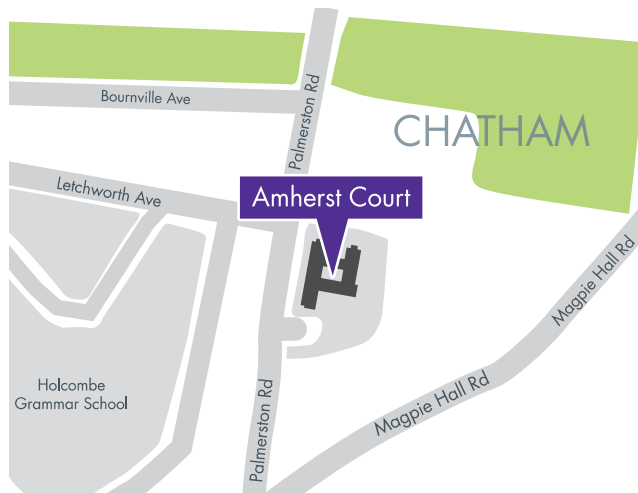 Bournville Ave
Palmerston Rd
CHATHAM
Letchworth Ave
Amherst Court
Magpie Hall Rd
Holcombe
Grammar School
Palmerston Rd
Magpie Hall Rd